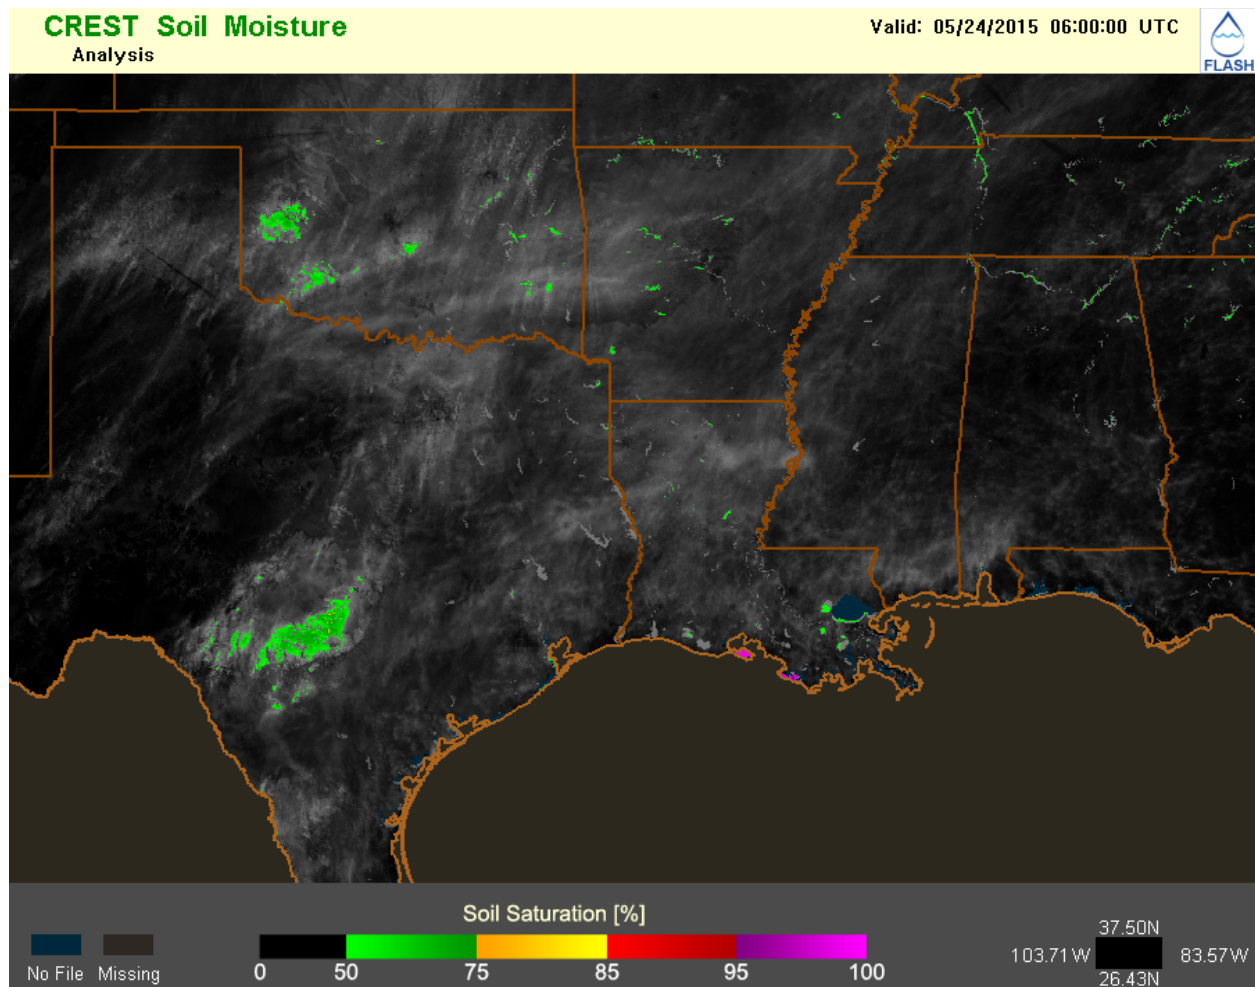 CREST Soil Moisture
Analysis
Valid: 05/24/2015 06:00:00 UTC
FLASH
Soil Saturation [%]
No File
Missing
0 50 75 85 95 100
37.50N
103.71W
83.57W
26.43N